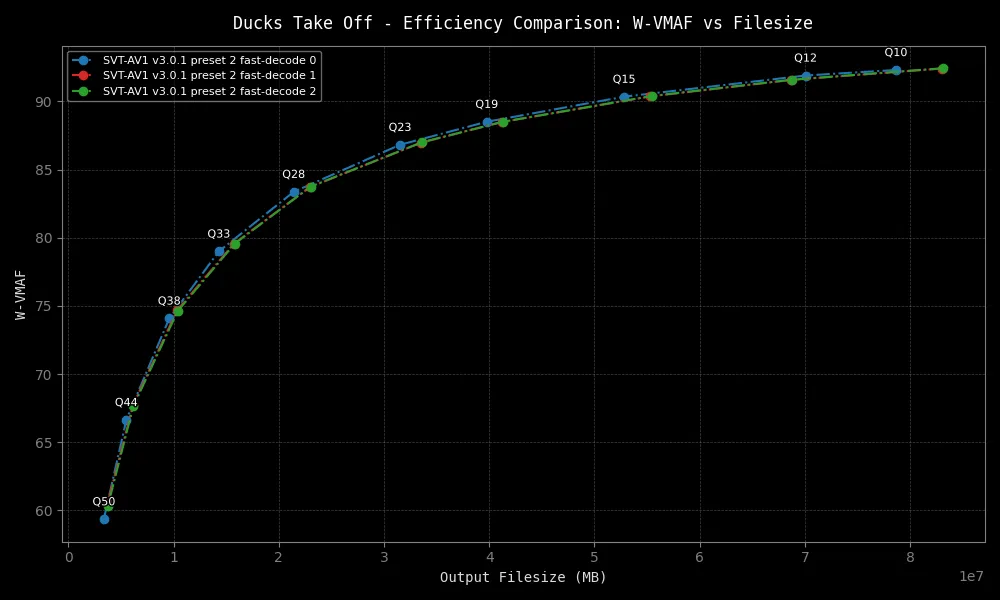 Ducks Take Off - Efficiency Comparison: W-VMAF vs Filesize
SVT-AV1 v3.0.1 preset 2 fast-decode 0
SVT-AV1 v3.0.1 preset 2 fast-decode 1
SVT-AV1 v3.0.1 preset 2 fast-decode 2
Q10
Q12
Q15
Q19
Q23
Q28
Q33
Q38
Q44
Q50
W-VMAF
90
85
80
75
70
65
60
0 1 2 3 4 5 6 7 8
1e7
Output Filesize (MB)